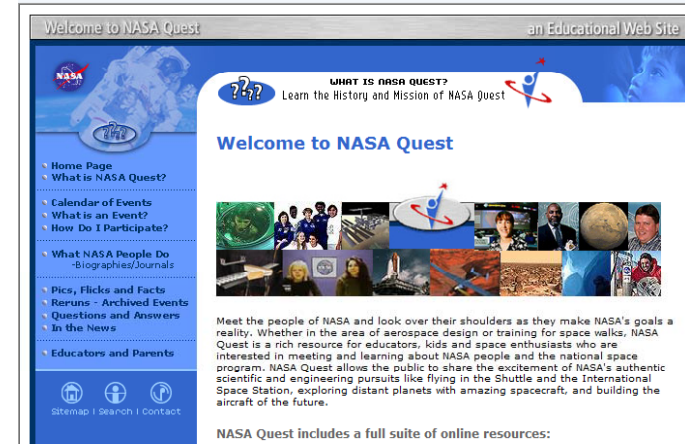 Welcome to NASA Quest
an Educational Web Site
NASA
????
WHAT IS NASA QUEST?
Learn the History and Mission of NASA Quest
Home Page
What is NASA Quest?
Calendar of Events
What is an Event?
How Do I Participate?
What NASA People Do
-Biographies/Journals
Pics, Flicks and Facts
Reruns - Archived Events
Questions and Answers
In the News
Educators and Parents
Sitemap | Search | Contact
Welcome to NASA Quest
Meet the people of NASA and look over their shoulders as they make NASA's goals a
reality. Whether in the area of aerospace design or training for space walks, NASA
Quest is a rich resource for educators, kids and space enthusiasts who are
interested in meeting and learning about NASA people and the national space
program. NASA Quest allows the public to share the excitement of NASA's authentic
scientific and engineering pursuits like flying in the Shuttle and the International
Space Station, exploring distant planets with amazing spacecraft, and building the
aircraft of the future.
NASA Quest includes a full suite of online resources: